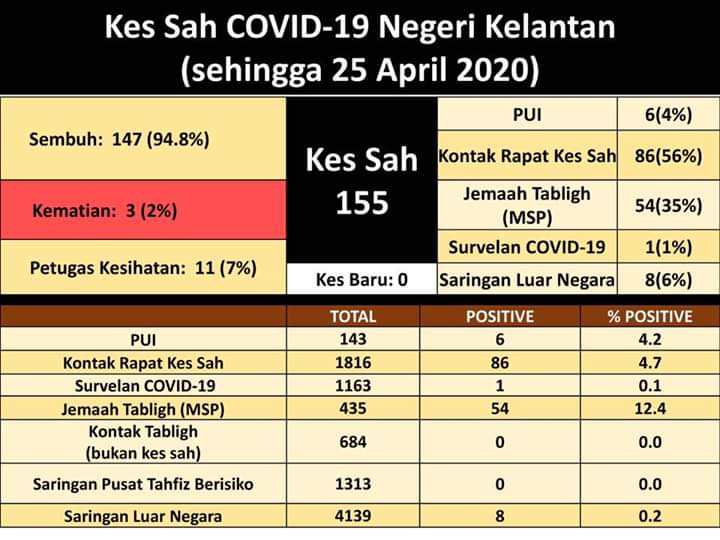 Kes Sah COVID-19 Negeri Kelantan
(sehingga 25 April 2020)
Sembuh: 147 (94.8%)
Kematian: 3 (2%)
Petugas Kesihatan: 11 (7%)
Kes Sah
155
Kes Baru: 0
PUI 6(4%)
Kontak Rapat Kes Sah 86(56%)
Jemaah Tabligh
(MSP) 54(35%)
Survelan COVID-19 1(1%)
Saringan Luar Negara 8(6%)
TOTAL POSITIVE % POSITIVE
PUI 143 6 4.2
Kontak Rapat Kes Sah 1816 86 4.7
Survelan COVID-19 1163 1 0.1
Jemaah Tabligh (MSP) 435 54 12.4
Kontak Tabligh
(bukan kes sah) 684 0 0.0
Saringan Pusat Tahfiz Berisiko 1313 0 0.0
Saringan Luar Negara 4139 8 0.2